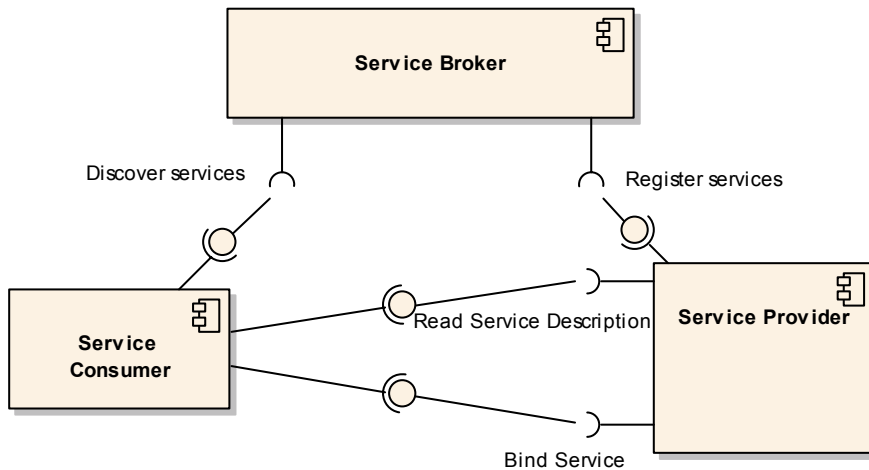 Service Broker
Discover services
Register services
Service
Consumer
Read Service Description
Service Provider
Bind Service